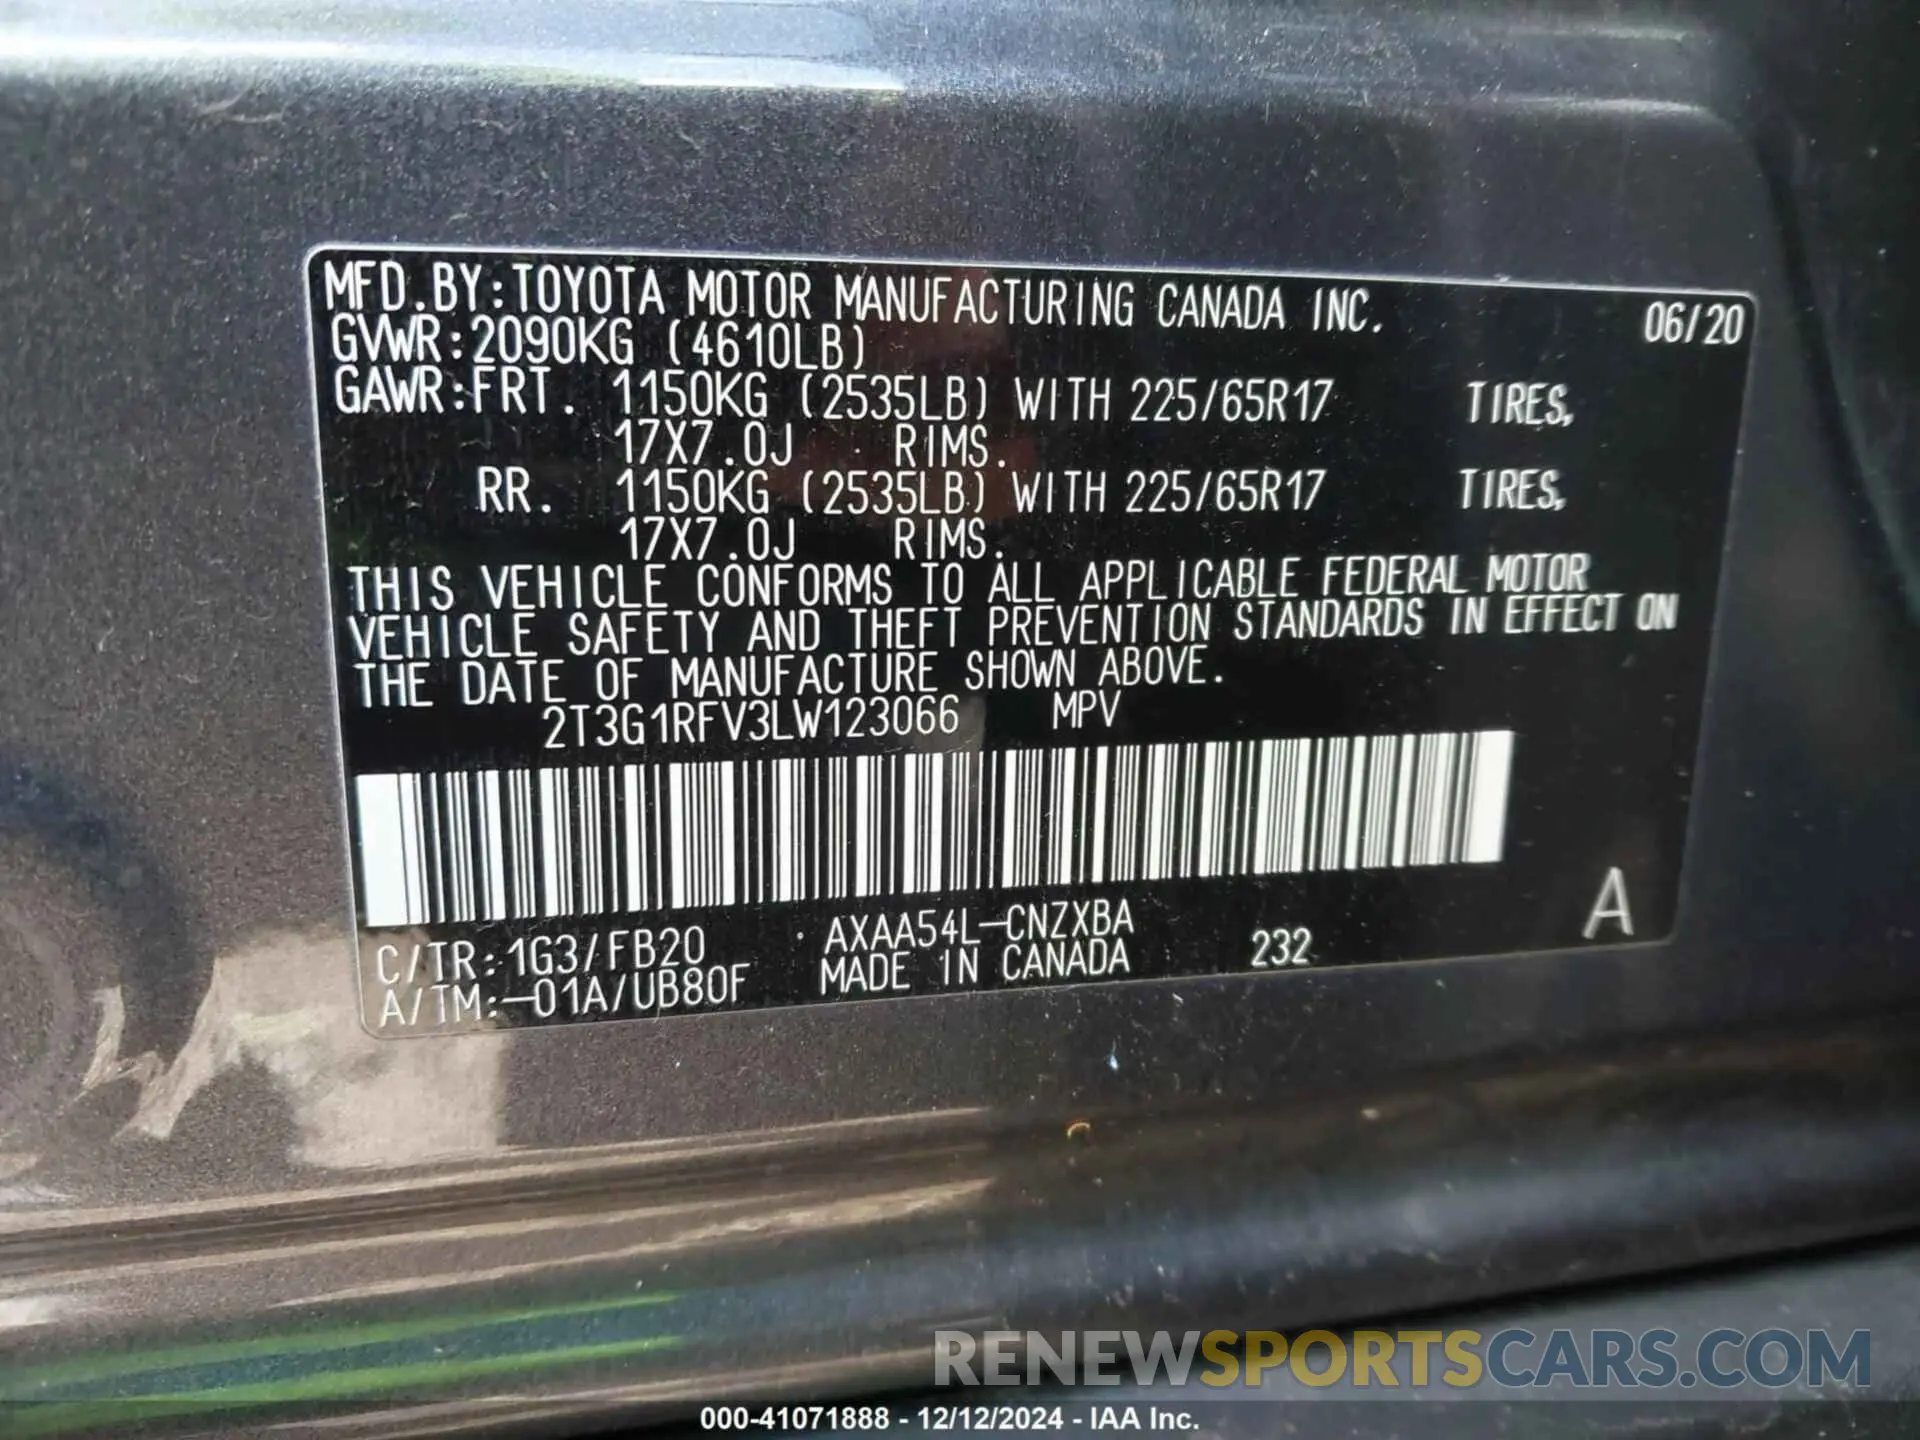 MFD.BY:TOYOTA MOTOR MANUFACTURING CANADA INC. 06/20
GVWR:2090KG (4610LB)
GAWR:FRT. 1150KG (2535LB) WITH 225/65R17 TIRES,
17X7.0J RIMS.
RR. 1150KG (2535LB) WITH 225/65R17 TIRES,
17X7.0J RIMS.
THIS VEHICLE CONFORMS TO ALL APPLICABLE FEDERAL MOTOR
VEHICLE SAFETY AND THEFT PREVENTION STANDARDS IN EFFECT ON
THE DATE OF MANUFACTURE SHOWN ABOVE.
2T3G1RFV3LW123066 MPV
C/TR:1G3/FB20 AXAA54L-CNZXBA
A/TM:-01A/UB80F MADE IN CANADA 232 A
RENEWSPORTSCARS.COM
000-41071888 - 12/12/2024 - IAA Inc.